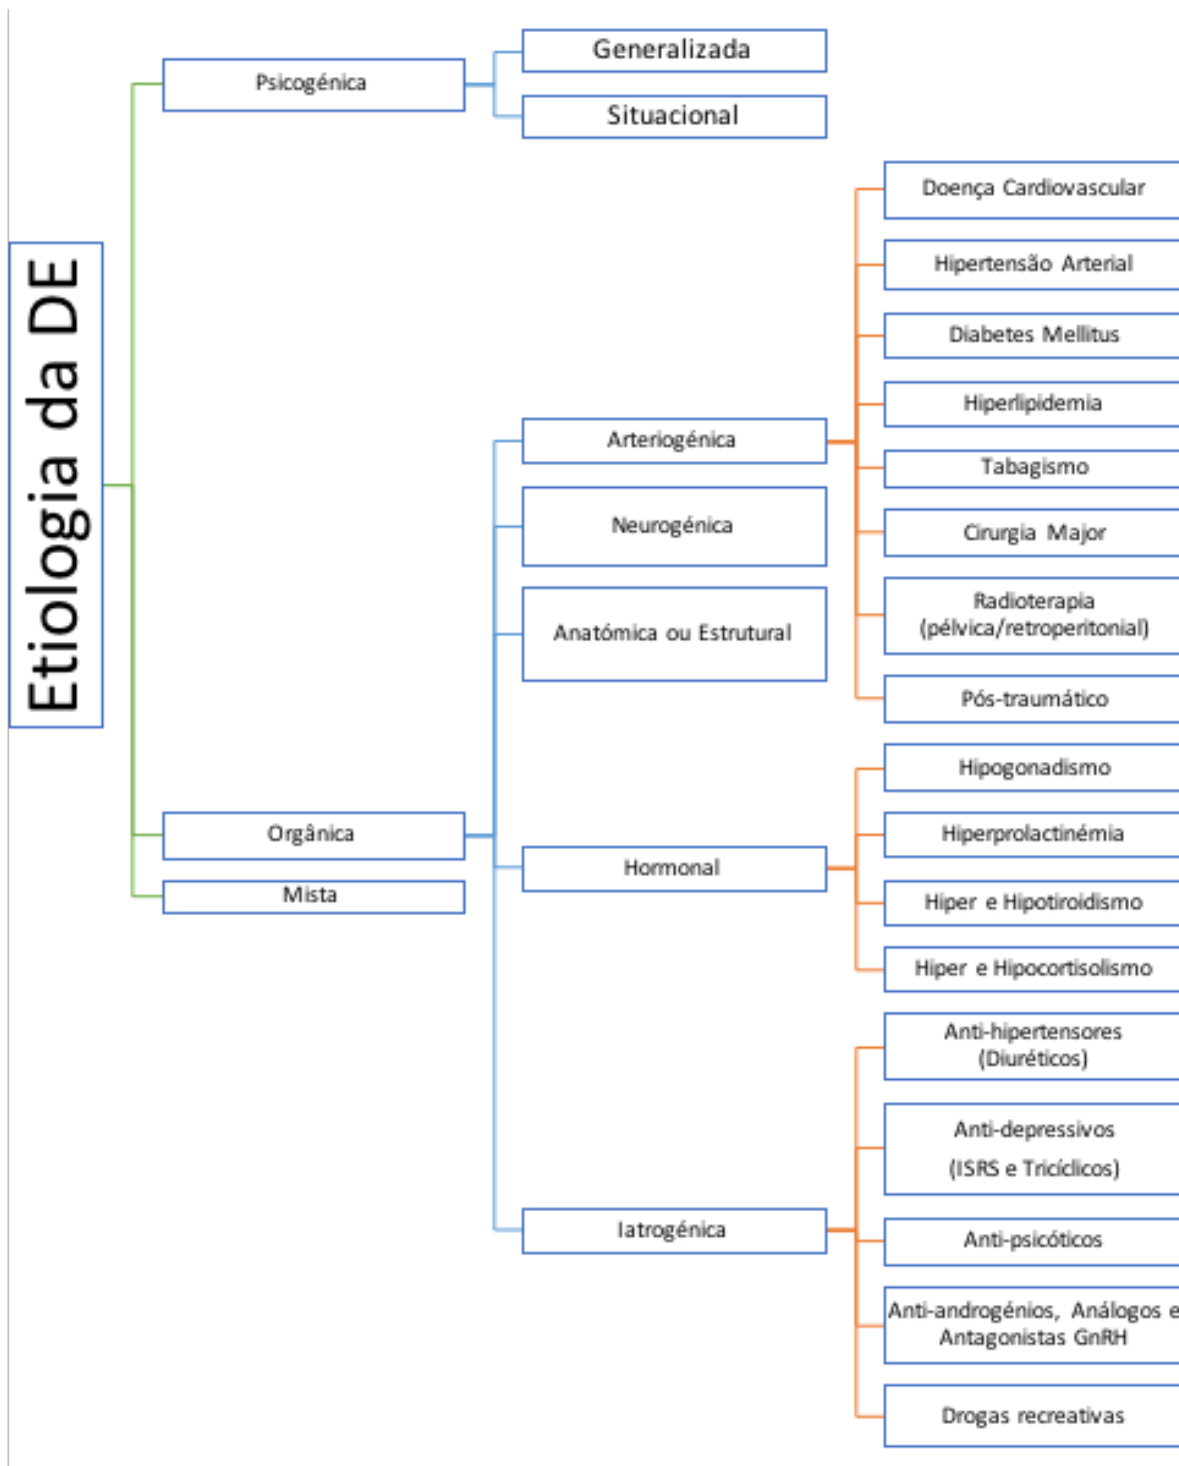 Etiologia da DE
Psicogénica
Generalizada
Situacional
Orgânica
Arteriogénica
Doença Cardiovascular
Hipertensão Arterial
Diabetes Mellitus
Hiperlipidemia
Tabagismo
Cirurgia Major
Radioterapia
(pélvica/retroperitonial)
Pós-traumático
Neurogénica
Anatómica ou Estrutural
Hormonal
Hipogonadismo
Hiperprolactinémia
Hiper e Hipotiroidismo
Hiper e Hipocortisolismo
Iatrogénica
Anti-hipertensores
(Diuréticos)
Anti-depressivos
(ISRS e Tricíclicos)
Anti-psicóticos
Anti-androgénios, Análogos e
Antagonistas GnRH
Drogas recreativas
Mista